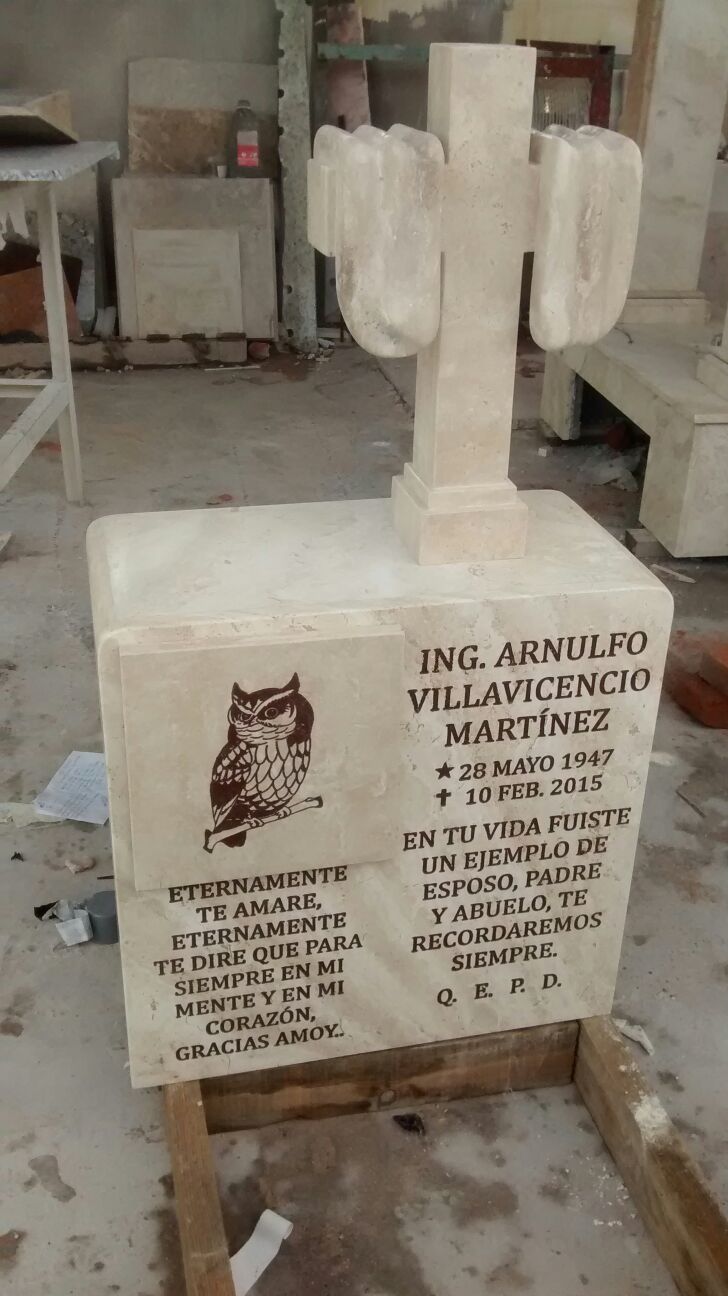 ING. ARNULFO
VILLAVICENCIO
MARTÍNEZ
★ 28 MAYO 1947
✝ 10 FEB. 2015
EN TU VIDA FUISTE
UN EJEMPLO DE
ESPOSO, PADRE
Y ABUELO, TE
RECORDAREMOS
SIEMPRE.
Q. E. P. D.
ETERNAMENTE
TE AMARE,
ETERNAMENTE
TE DIRE QUE PARA
SIEMPRE EN MI
MENTE Y EN MI
CORAZÓN,
GRACIAS AMOY..